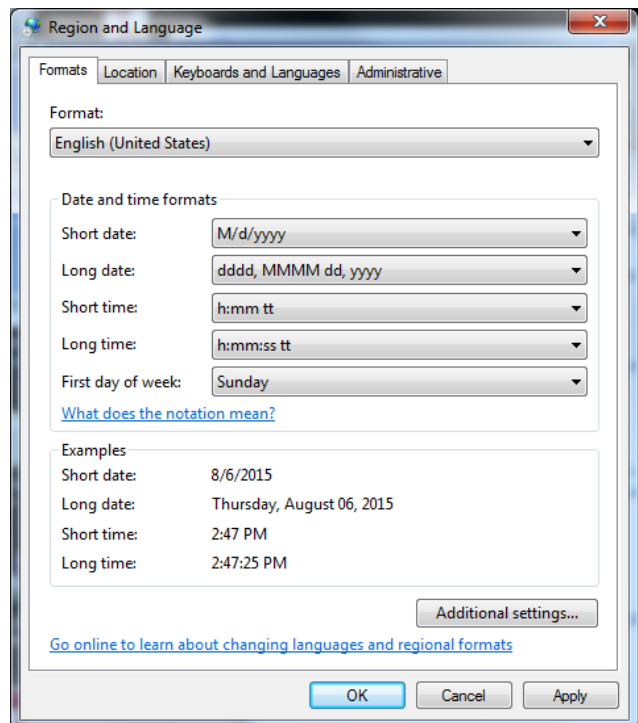 Region and Language
Formats Location Keyboards and Languages Administrative
Format:
English (United States)
Date and time formats
Short date: M/d/yyyy
Long date: dddd, MMMM dd, yyyy
Short time: h:mm tt
Long time: h:mm:ss tt
First day of week: Sunday
What does the notation mean?
Examples
Short date: 8/6/2015
Long date: Thursday, August 06, 2015
Short time: 2:47 PM
Long time: 2:47:25 PM
Additional settings...
Go online to learn about changing languages and regional formats
OK Cancel Apply